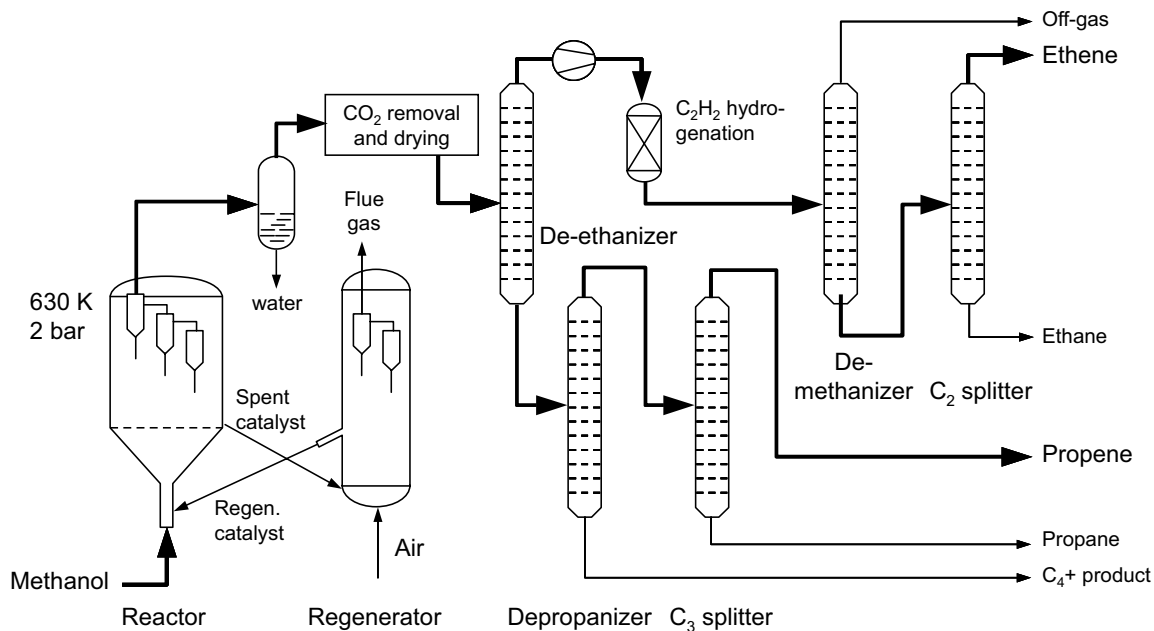 Off-gas
Ethene
CO₂ removal
and drying
C₂H₂ hydro-
genation
Flue
gas
De-ethanizer
water
630 K
2 bar
Ethane
De-
methanizer
C₂ splitter
Spent
catalyst
Propene
Regen.
catalyst
Air
Propane
Methanol
C₄+ product
Reactor
Regenerator
Depropanizer
C₃ splitter